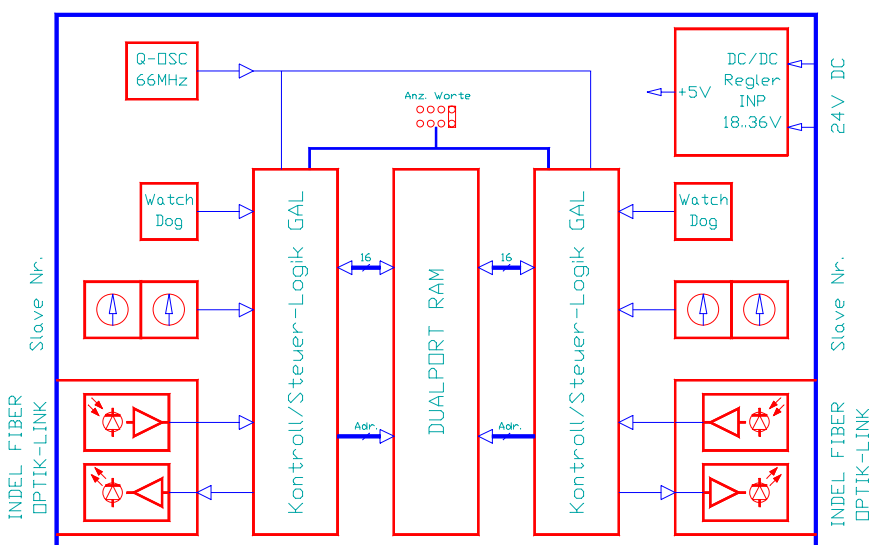 Q-OSC
66MHz
DC/DC
Regler
INP
18..36V
+5V
24V DC
Anz. Worte
Watch
Dog
Kontroll/Steuer-Logik GAL
DUALPORT RAM
Kontroll/Steuer-Logik GAL
Watch
Dog
16
16
Slave Nr.
Slave Nr.
Adr.
Adr.
INDEL FIBER
OPTIK-LINK
INDEL FIBER
OPTIK-LINK